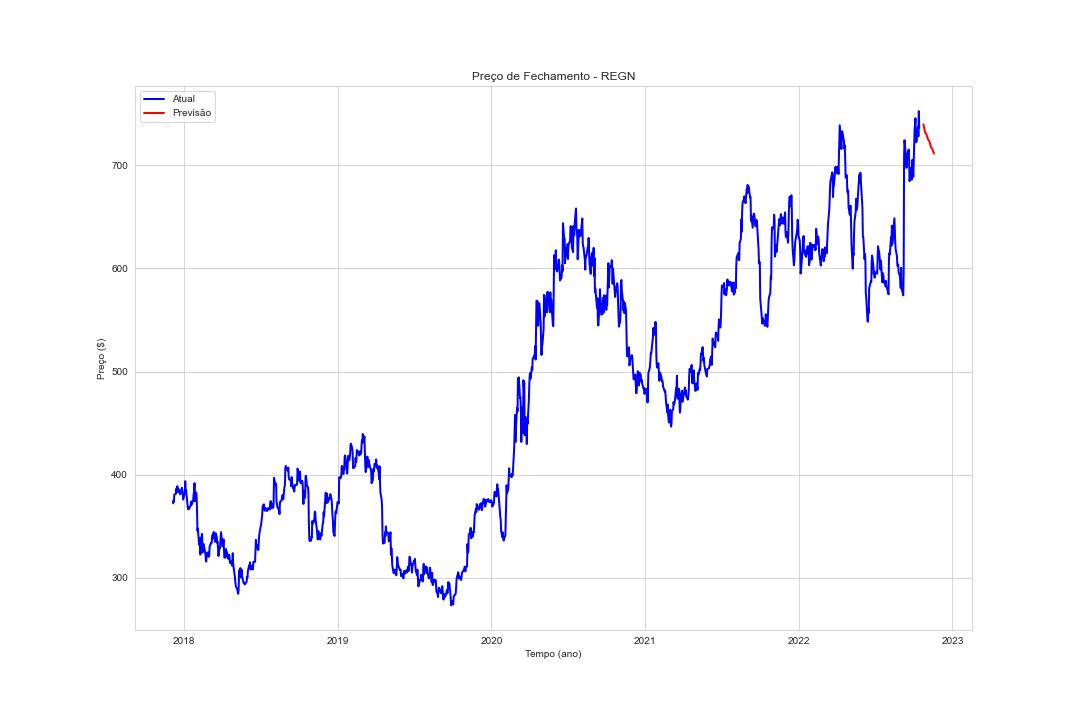 Preço de Fechamento - REGN
Atual
Previsão
700
600
500
400
300
Preço ($)
2018
2019
2020
2021
2022
2023
Tempo (ano)